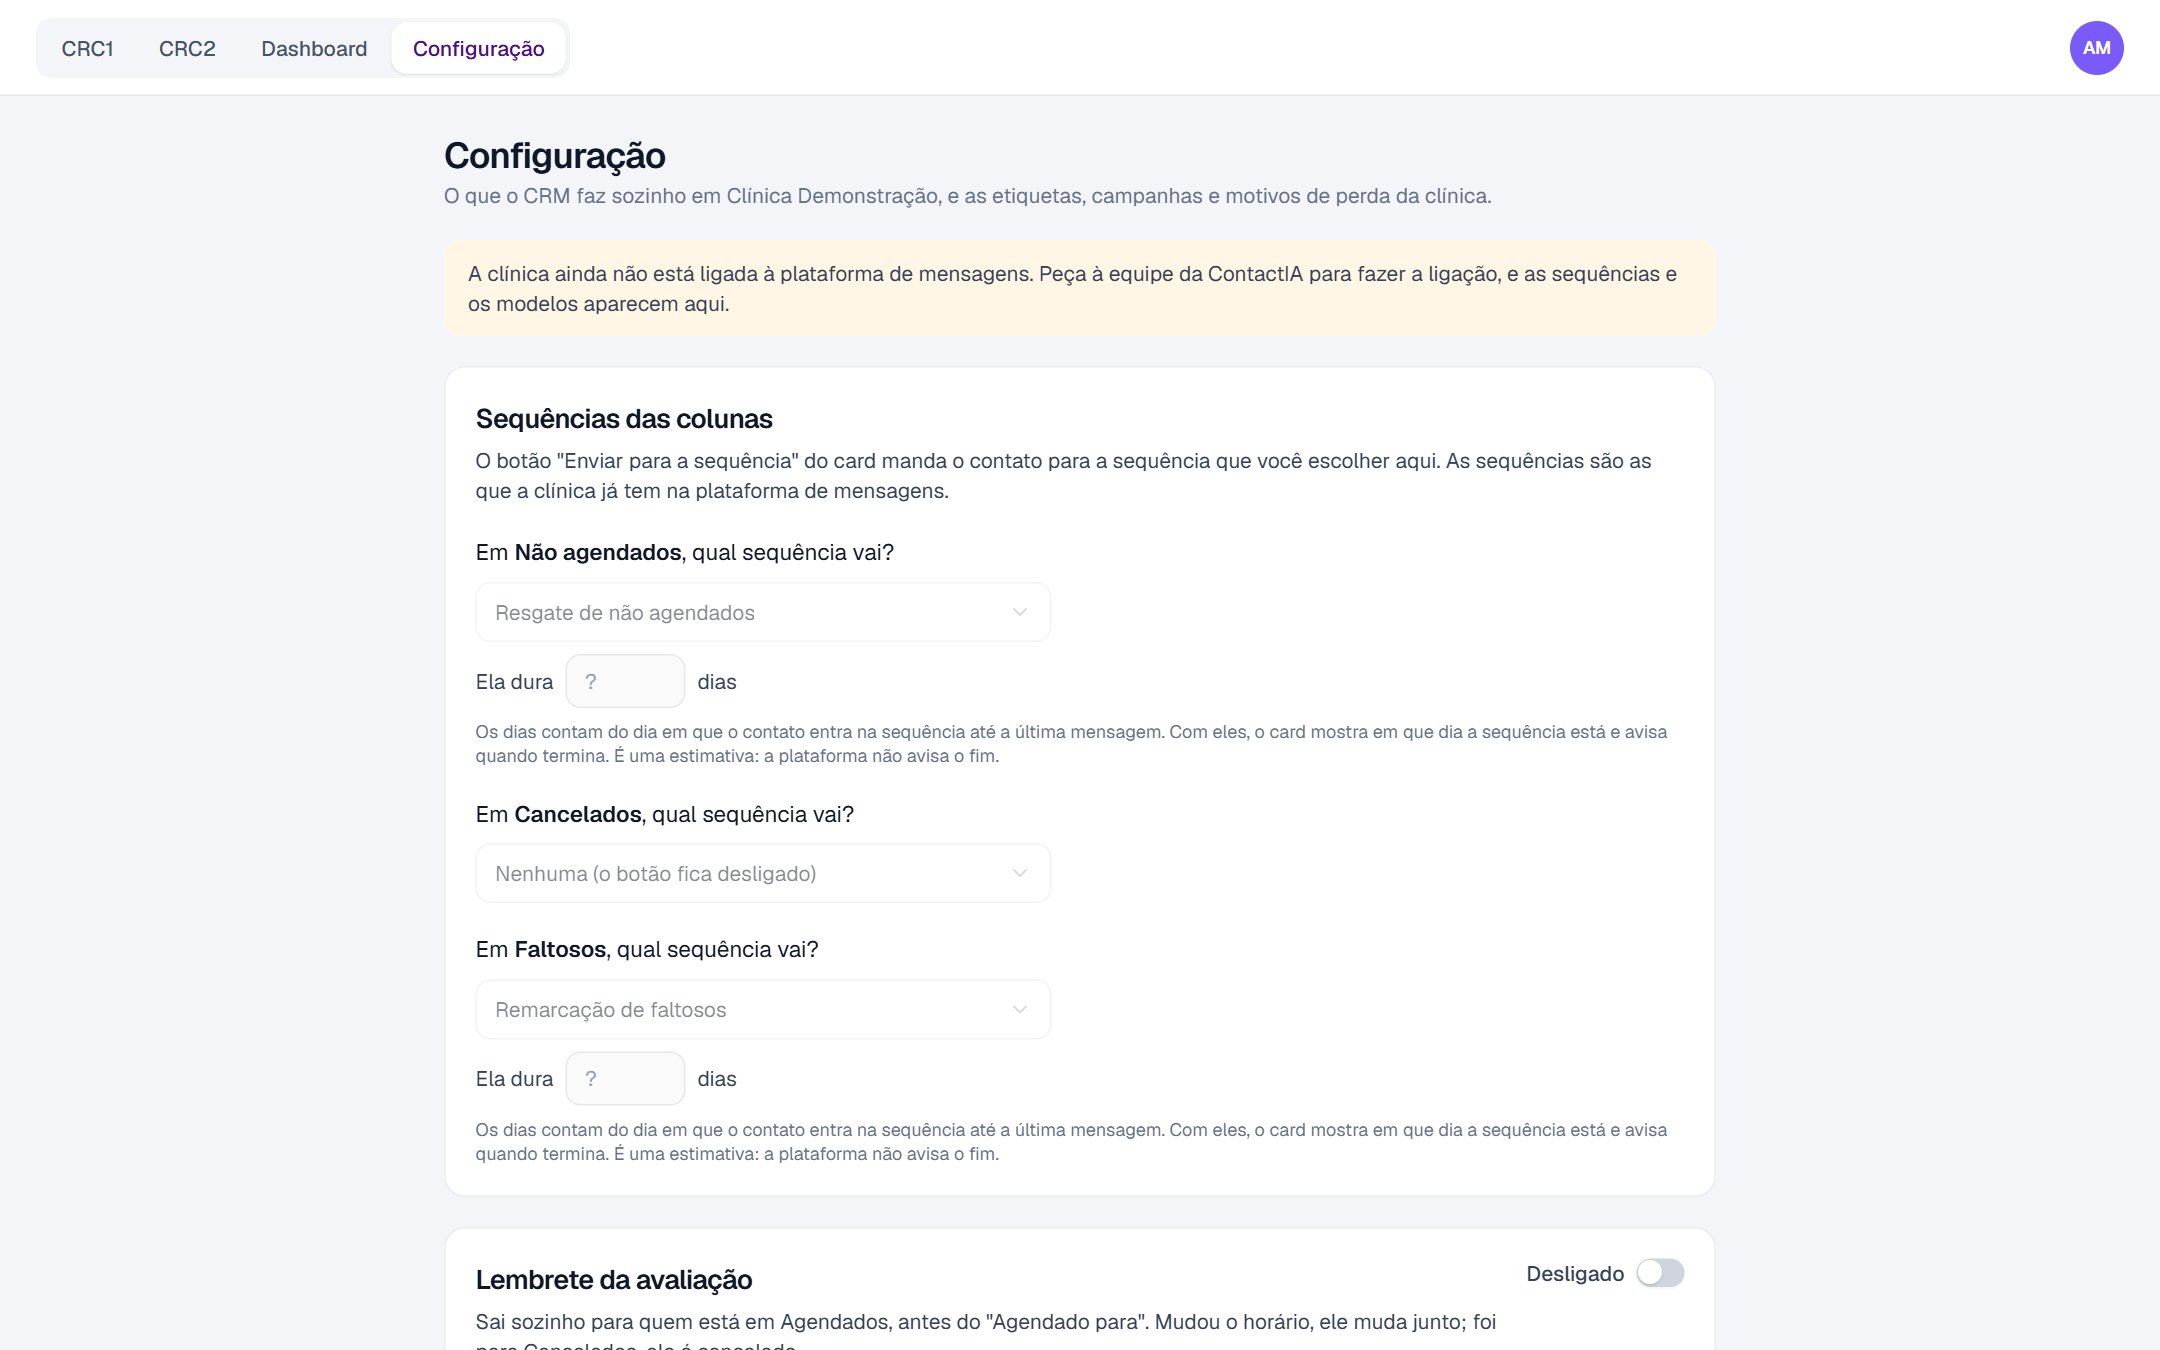 CRC1 CRC2 Dashboard Configuração AM
Configuração
O que o CRM faz sozinho em Clínica Demonstração, e as etiquetas, campanhas e motivos de perda da clínica.
A clínica ainda não está ligada à plataforma de mensagens. Peça à equipe da ContactIA para fazer a ligação, e as sequências e
os modelos aparecem aqui.
Sequências das colunas
O botão "Enviar para a sequência" do card manda o contato para a sequência que você escolher aqui. As sequências são as
que a clínica já tem na plataforma de mensagens.
Em Não agendados, qual sequência vai?
Resgate de não agendados
Ela dura ? dias
Os dias contam do dia em que o contato entra na sequência até a última mensagem. Com eles, o card mostra em que dia a sequência está e avisa
quando termina. É uma estimativa: a plataforma não avisa o fim.
Em Cancelados, qual sequência vai?
Nenhuma (o botão fica desligado)
Em Faltosos, qual sequência vai?
Remarcação de faltosos
Ela dura ? dias
Os dias contam do dia em que o contato entra na sequência até a última mensagem. Com eles, o card mostra em que dia a sequência está e avisa
quando termina. É uma estimativa: a plataforma não avisa o fim.
Lembrete da avaliação
Desligado
Sai sozinho para quem está em Agendados, antes do "Agendado para". Mudou o horário, ele muda junto; foi
para Cancelados, ele é cancelado.